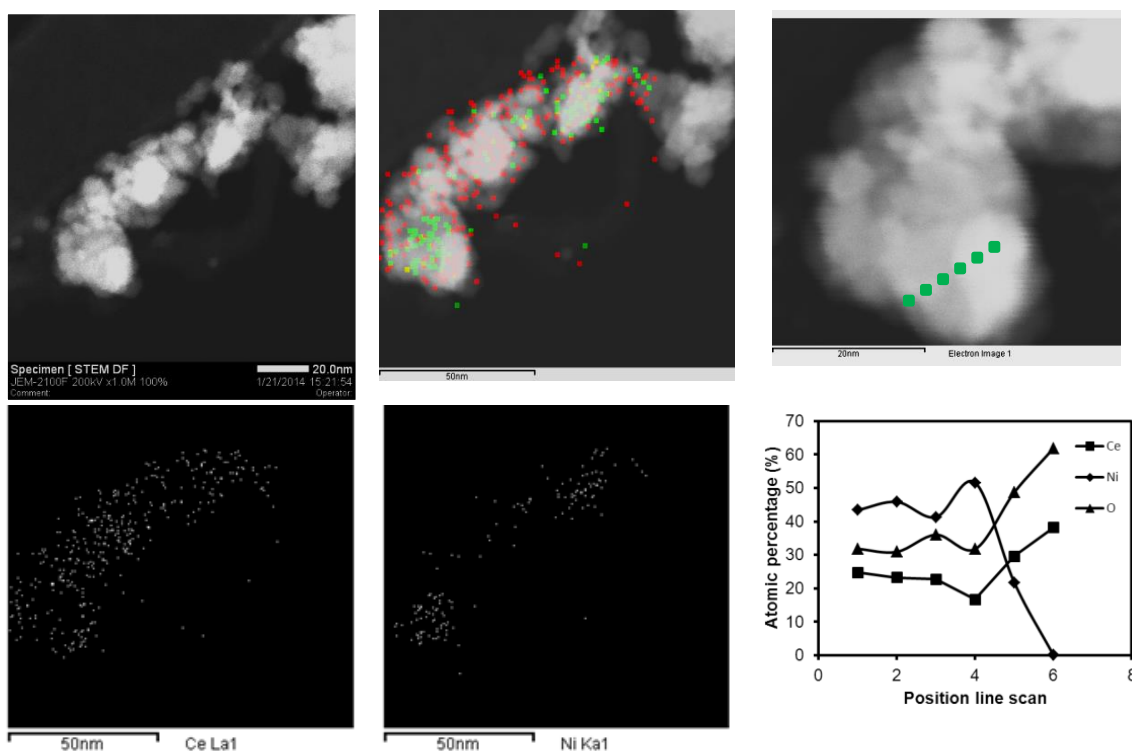 Specimen [ STEM DF ]
20.0nm
JEM-2100F 200kV x1.0M 100%
1/21/2014 15:21:54
Comment:
Operator:
50nm
20nm
Electron Image 1
50nm
Ce La1
50nm
Ni Ka1
70
60
50
40
30
20
10
0
Atomic percentage (%)
Ce
Ni
O
0
2
4
6
8
Position line scan